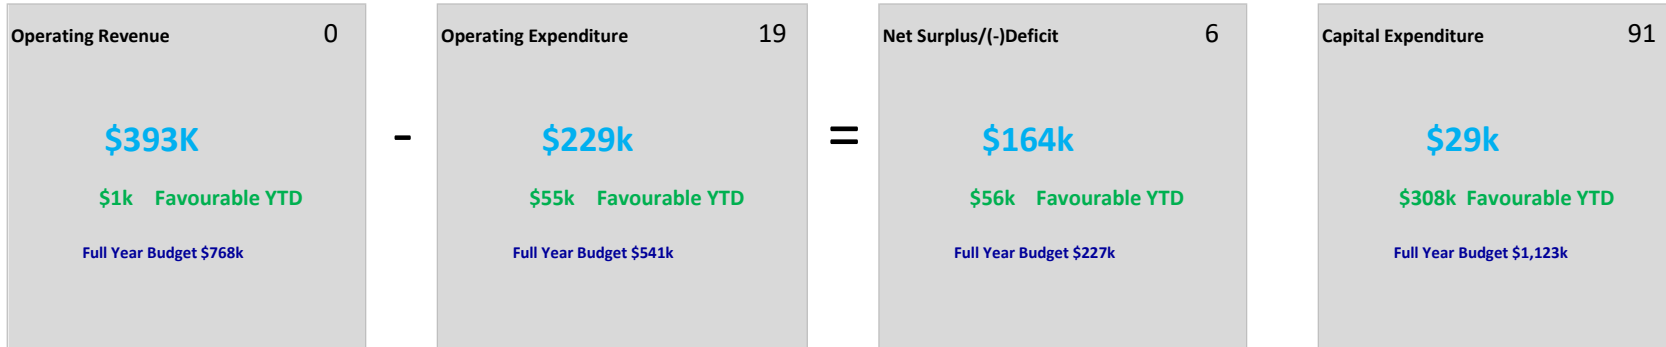 Operating Revenue 0
$393K
$1k Favourable YTD
Full Year Budget $768k
-
Operating Expenditure 19
$229k
$55k Favourable YTD
Full Year Budget $541k
=
Net Surplus/(-)Deficit 6
$164k
$56k Favourable YTD
Full Year Budget $227k
Capital Expenditure 91
$29k
$308k Favourable YTD
Full Year Budget $1,123k